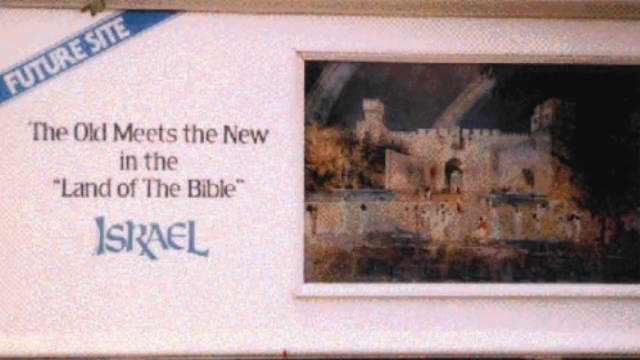 FUTURE SITE
The Old Meets the New
in the
"Land of The Bible"
ISRAEL